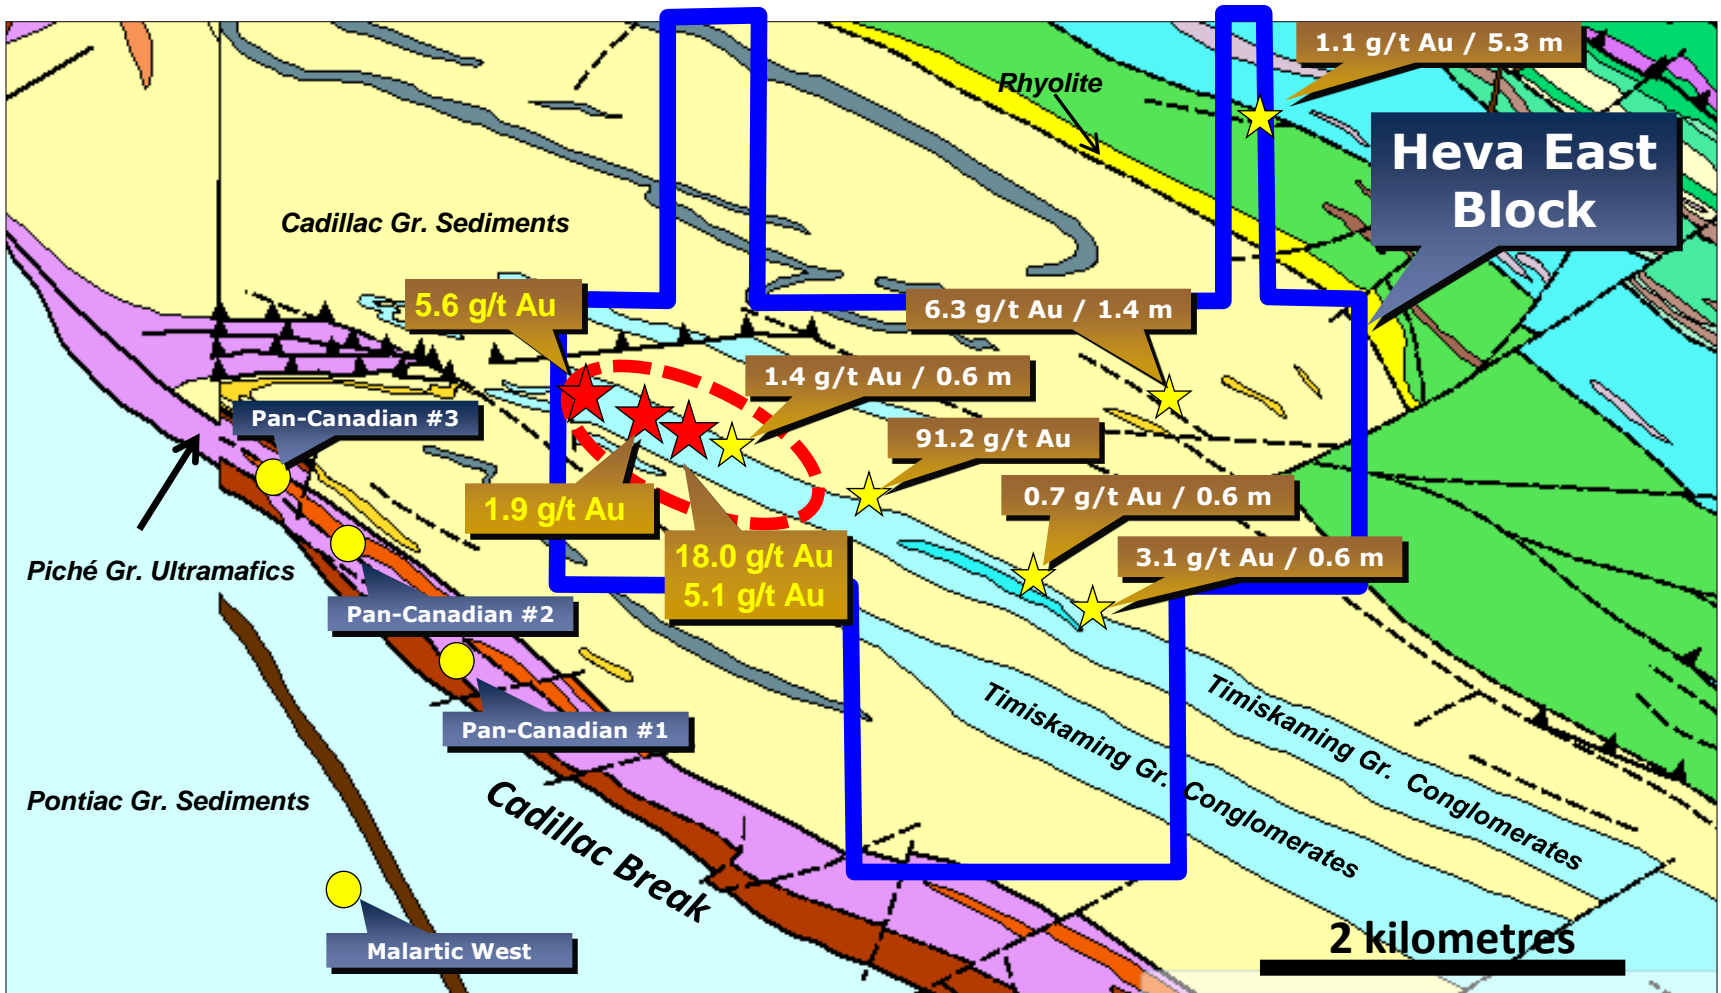 1.1 g/t Au / 5.3 m
Rhyolite
Heva East
Block
Cadillac Gr. Sediments
5.6 g/t Au
6.3 g/t Au / 1.4 m
1.4 g/t Au / 0.6 m
Pan-Canadian #3
91.2 g/t Au
1.9 g/t Au
0.7 g/t Au / 0.6 m
18.0 g/t Au
5.1 g/t Au
3.1 g/t Au / 0.6 m
Piché Gr. Ultramafics
Pan-Canadian #2
Pan-Canadian #1
Timiskaming Gr. Conglomerates
Timiskaming Gr. Conglomerates
Pontiac Gr. Sediments
Cadillac Break
Malartic West
2 kilometres